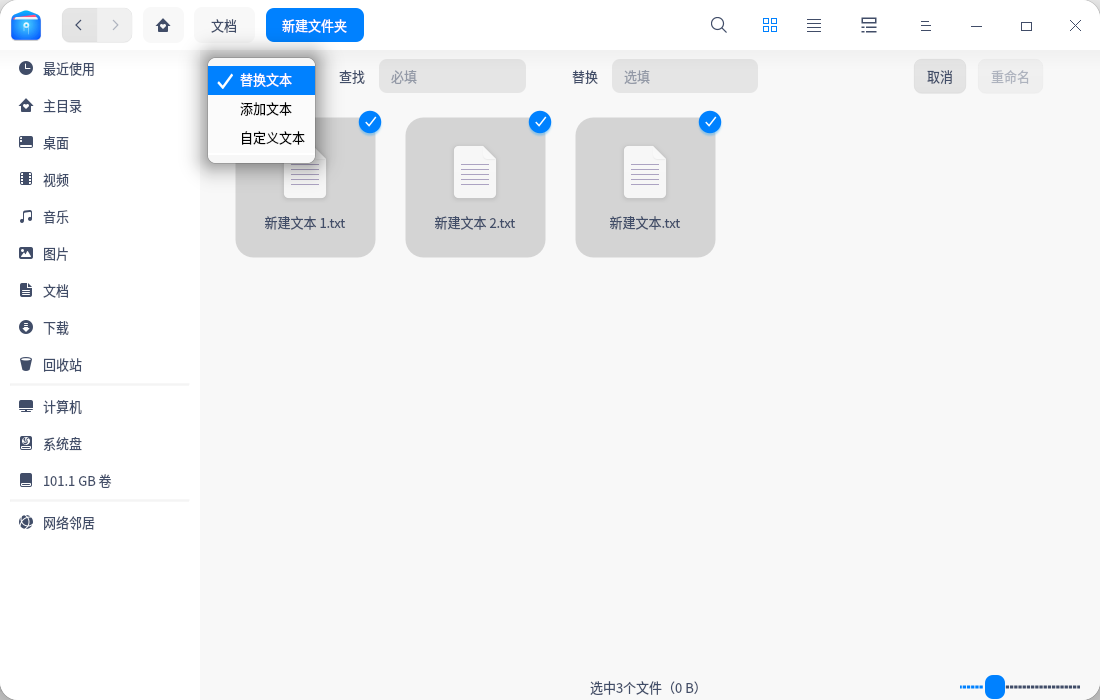 文档
新建文件夹
最近使用
主目录
桌面
视频
音乐
图片
文档
下载
回收站
计算机
系统盘
101.1 GB 卷
网络邻居
替换文本
添加文本
自定义文本
查找
必填
替换
选填
取消
重命名
新建文本 1.txt
新建文本 2.txt
新建文本.txt
选中3个文件（0 B）